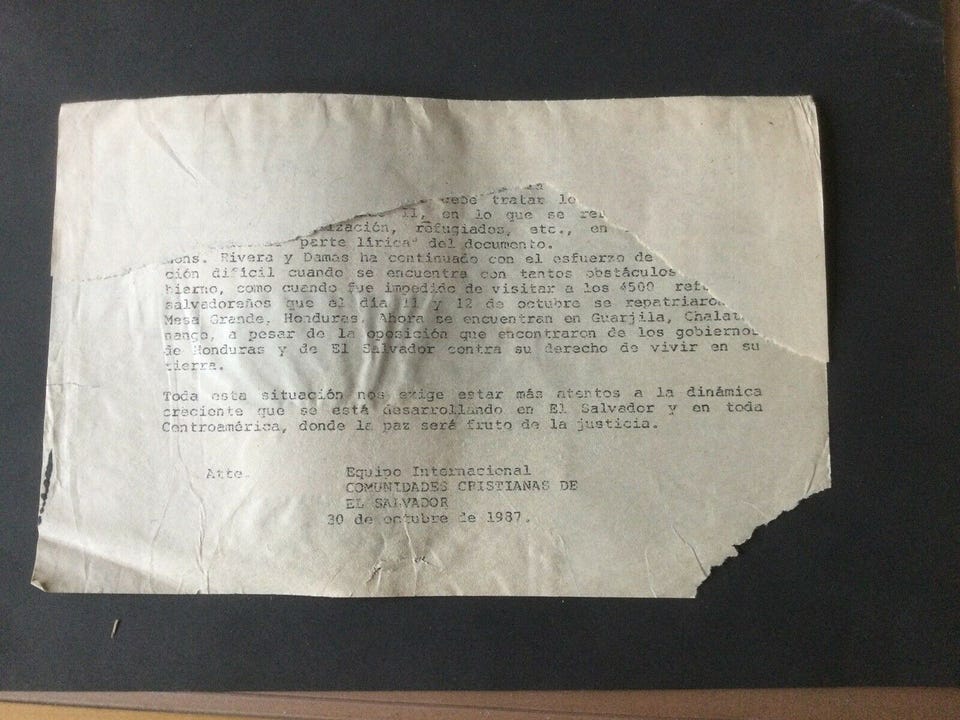 debe tratar lo
11, en lo que se re
ización, refugiados, etc., en
"parte lírica" del documento.
Mons. Rivera y Damas ha continuado con el esfuerzo de
ción difícil cuando se encuentra con tantos obstáculos
bierno, como cuando fue impedido de visitar a los 4500 ref
salvadoreños que el día 11 y 12 de octubre se repatriaron
Mesa Grande, Honduras. Ahora se encuentran en Guarjila, Chalat
nango, a pesar de la oposición que encontraron de los gobiernos
de Honduras y de El Salvador contra su derecho de vivir en su
tierra.
Toda esta situación nos exige estar más atentos a la dinámica
creciente que se está desarrollando en El Salvador y en toda
Centroamérica, donde la paz será fruto de la justicia.
Atte. Equipo Internacional
COMUNIDADES CRISTIANAS DE
EL SALVADOR
30 de octubre de 1987.